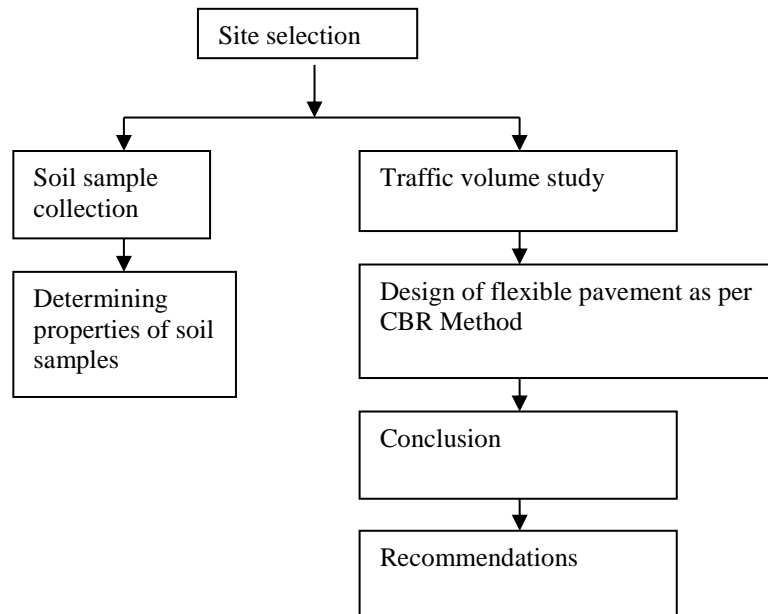 Site selection
Soil sample
collection
Traffic volume study
Determining
properties of soil
samples
Design of flexible pavement as per
CBR Method
Conclusion
Recommendations